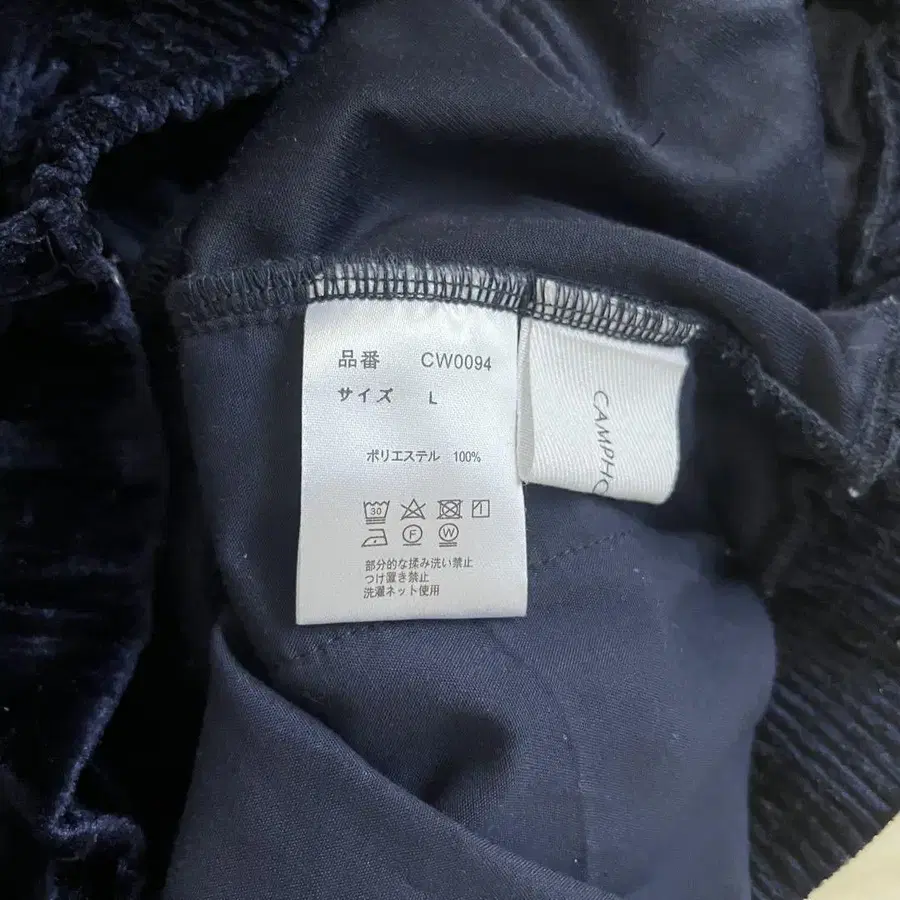 品番 CW0094
サイズ L
ポリエステル 100%
30
F W
部分的な揉み洗い禁止
つけ置き禁止
洗濯ネット使用
CAMPHO